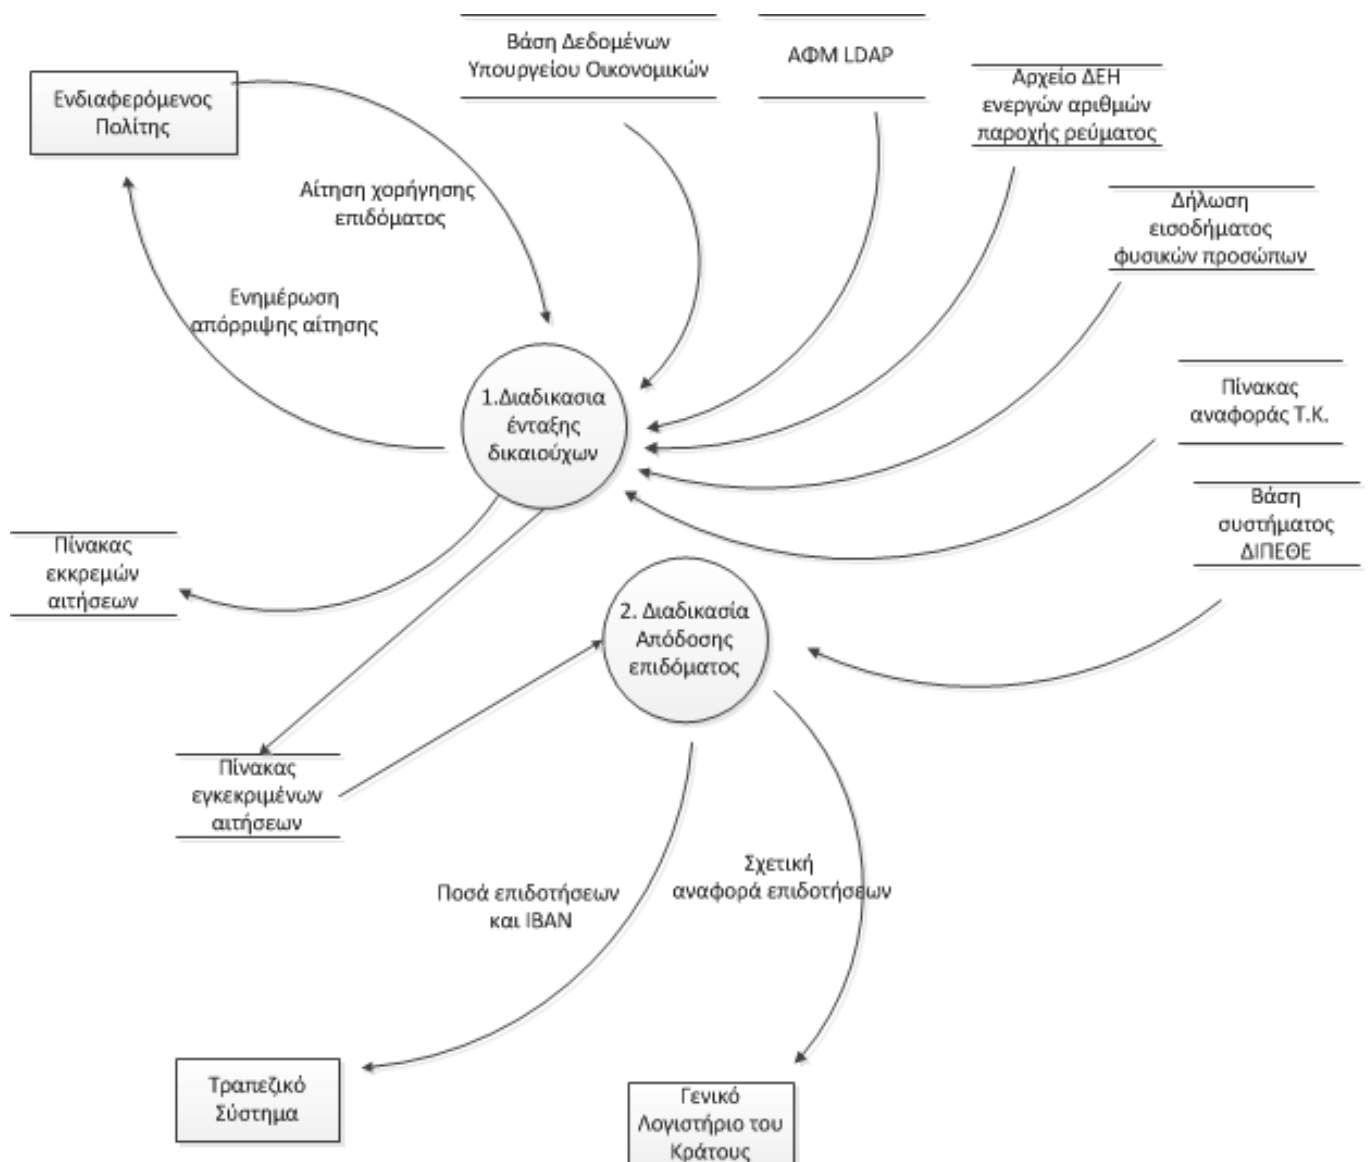 Βάση Δεδομένων
Υπουργείου Οικονομικών
ΑΦΜ LDAP
Αρχείο ΔΕΗ
ενεργών αριθμών
παροχής ρεύματος
Ενδιαφερόμενος
Πολίτης
Αίτηση χορήγησης
επιδόματος
Δήλωση
εισοδήματος
φυσικών προσώπων
Ενημέρωση
απόρριψης αίτησης
1.Διαδικασια
ένταξης
δικαιούχων
Πίνακας
αναφοράς Τ.Κ.
Βάση
συστήματος
ΔΙΠΕΘΕ
Πίνακας
εκκρεμών
αιτήσεων
2. Διαδικασία
Απόδοσης
επιδόματος
Πίνακας
εγκεκριμένων
αιτήσεων
Ποσά επιδοτήσεων
και IBAN
Σχετική
αναφορά επιδοτήσεων
Τραπεζικό
Σύστημα
Γενικό
Λογιστήριο του
Κράτους